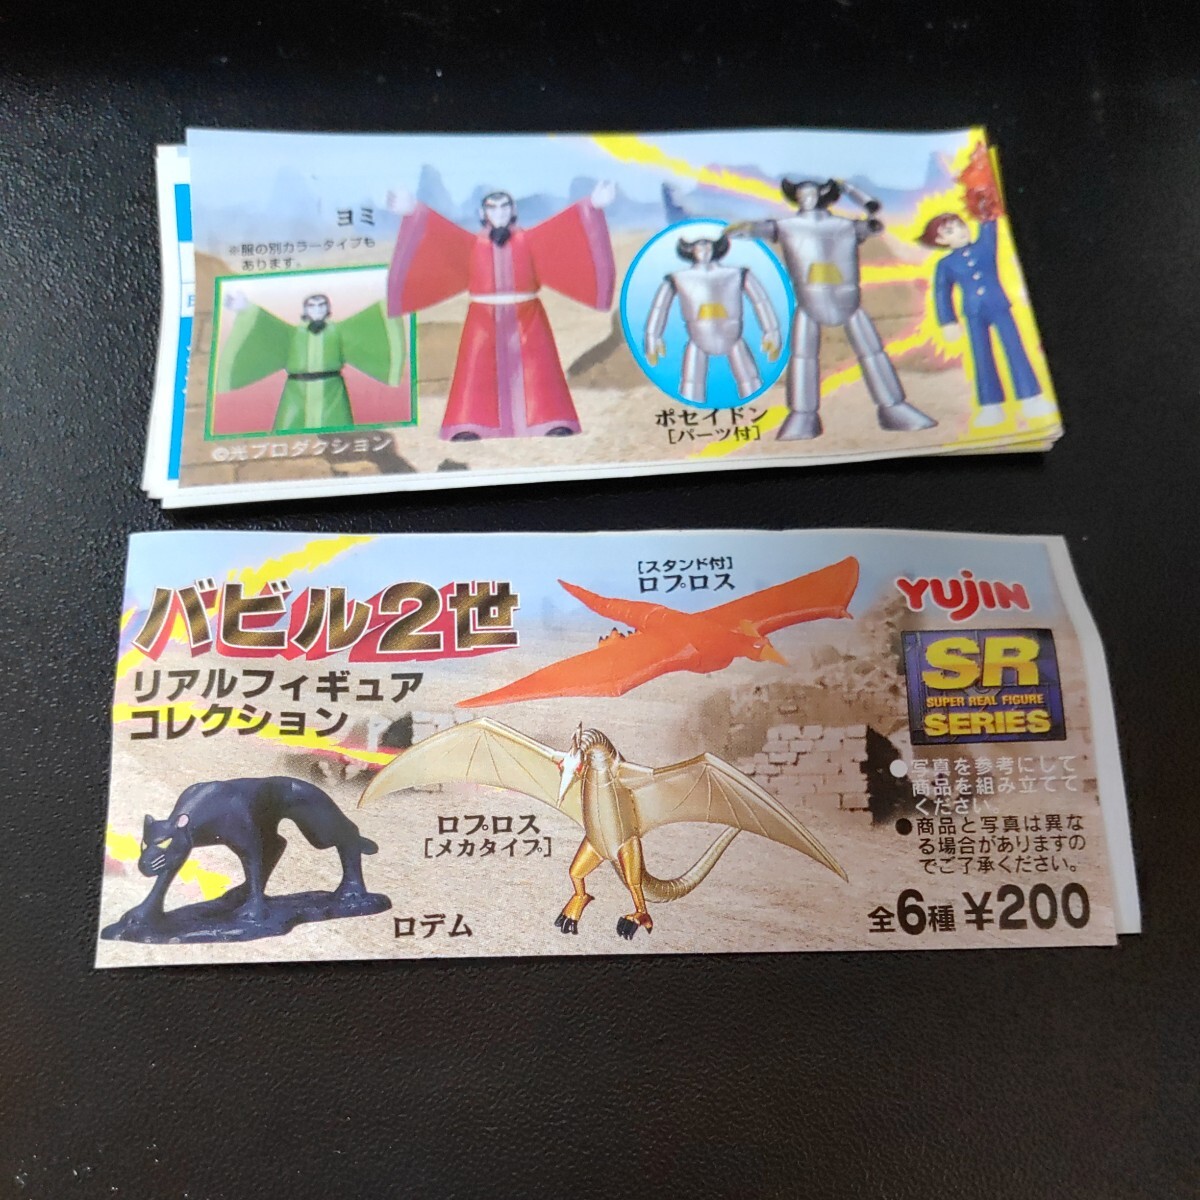 ヨミ
※服の別カラータイプも
あります。
©光プロダクション
ポセイドン
[パーツ付]
バビル2世
リアルフィギュア
コレクション
[スタンド付]
ロプロス
YUJIN
SR
SUPER REAL FIGURE
SERIES
●写真を参考にして
商品を組み立てて
ください。
●商品と写真は異な
る場合がありますの
でご了承ください。
ロプロス
[メカタイプ]
ロデム
全6種 ¥200